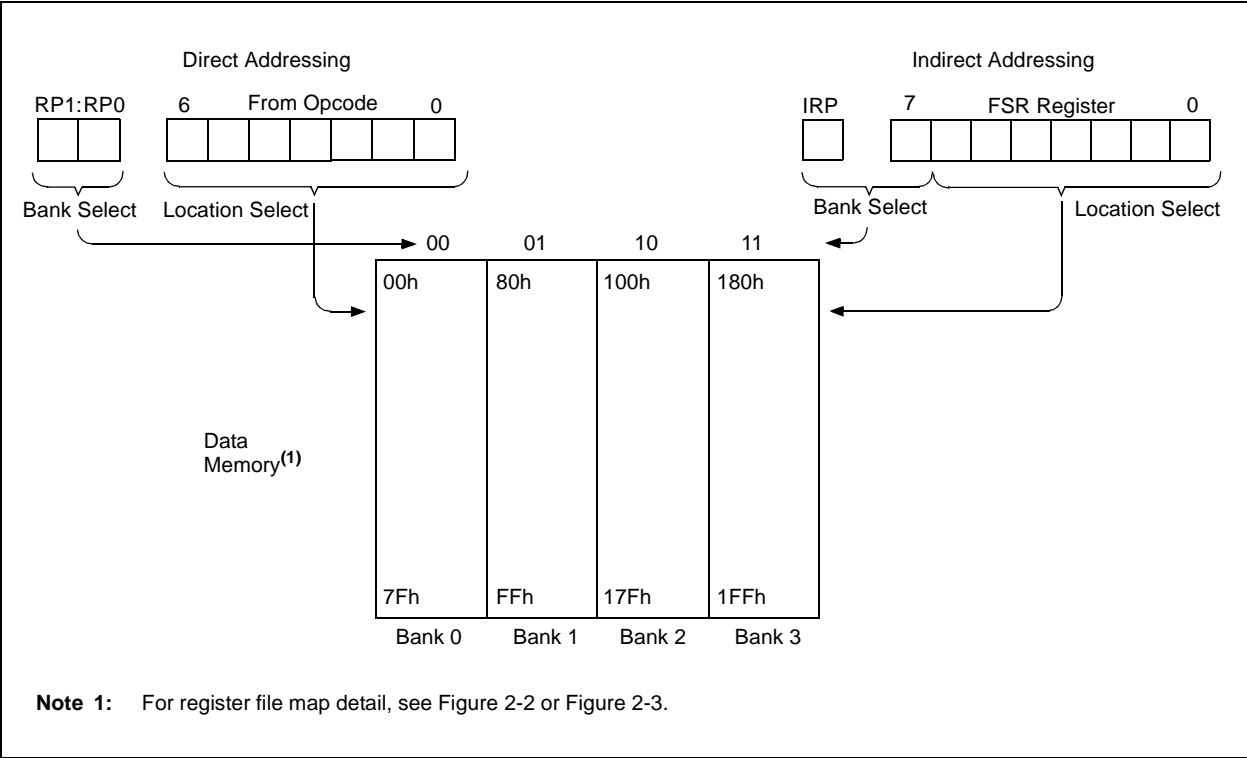 Direct Addressing
Indirect Addressing
RP1:RP0 6 From Opcode 0
IRP 7 FSR Register 0
Bank Select Location Select
Bank Select Location Select
00 01 10 11
00h 80h 100h 180h
Data
Memory(1)
7Fh FFh 17Fh 1FFh
Bank 0 Bank 1 Bank 2 Bank 3
Note 1: For register file map detail, see Figure 2-2 or Figure 2-3.